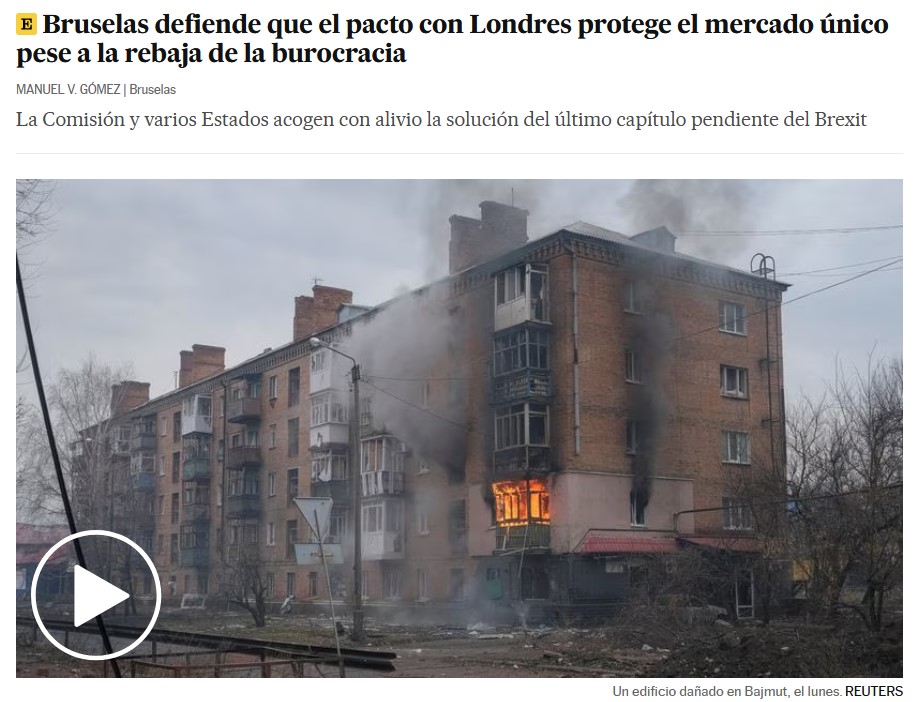 E Bruselas defiende que el pacto con Londres protege el mercado único
pese a la rebaja de la burocracia
MANUEL V. GÓMEZ | Bruselas
La Comisión y varios Estados acogen con alivio la solución del último capítulo pendiente del Brexit
Un edificio dañado en Bajmut, el lunes. REUTERS